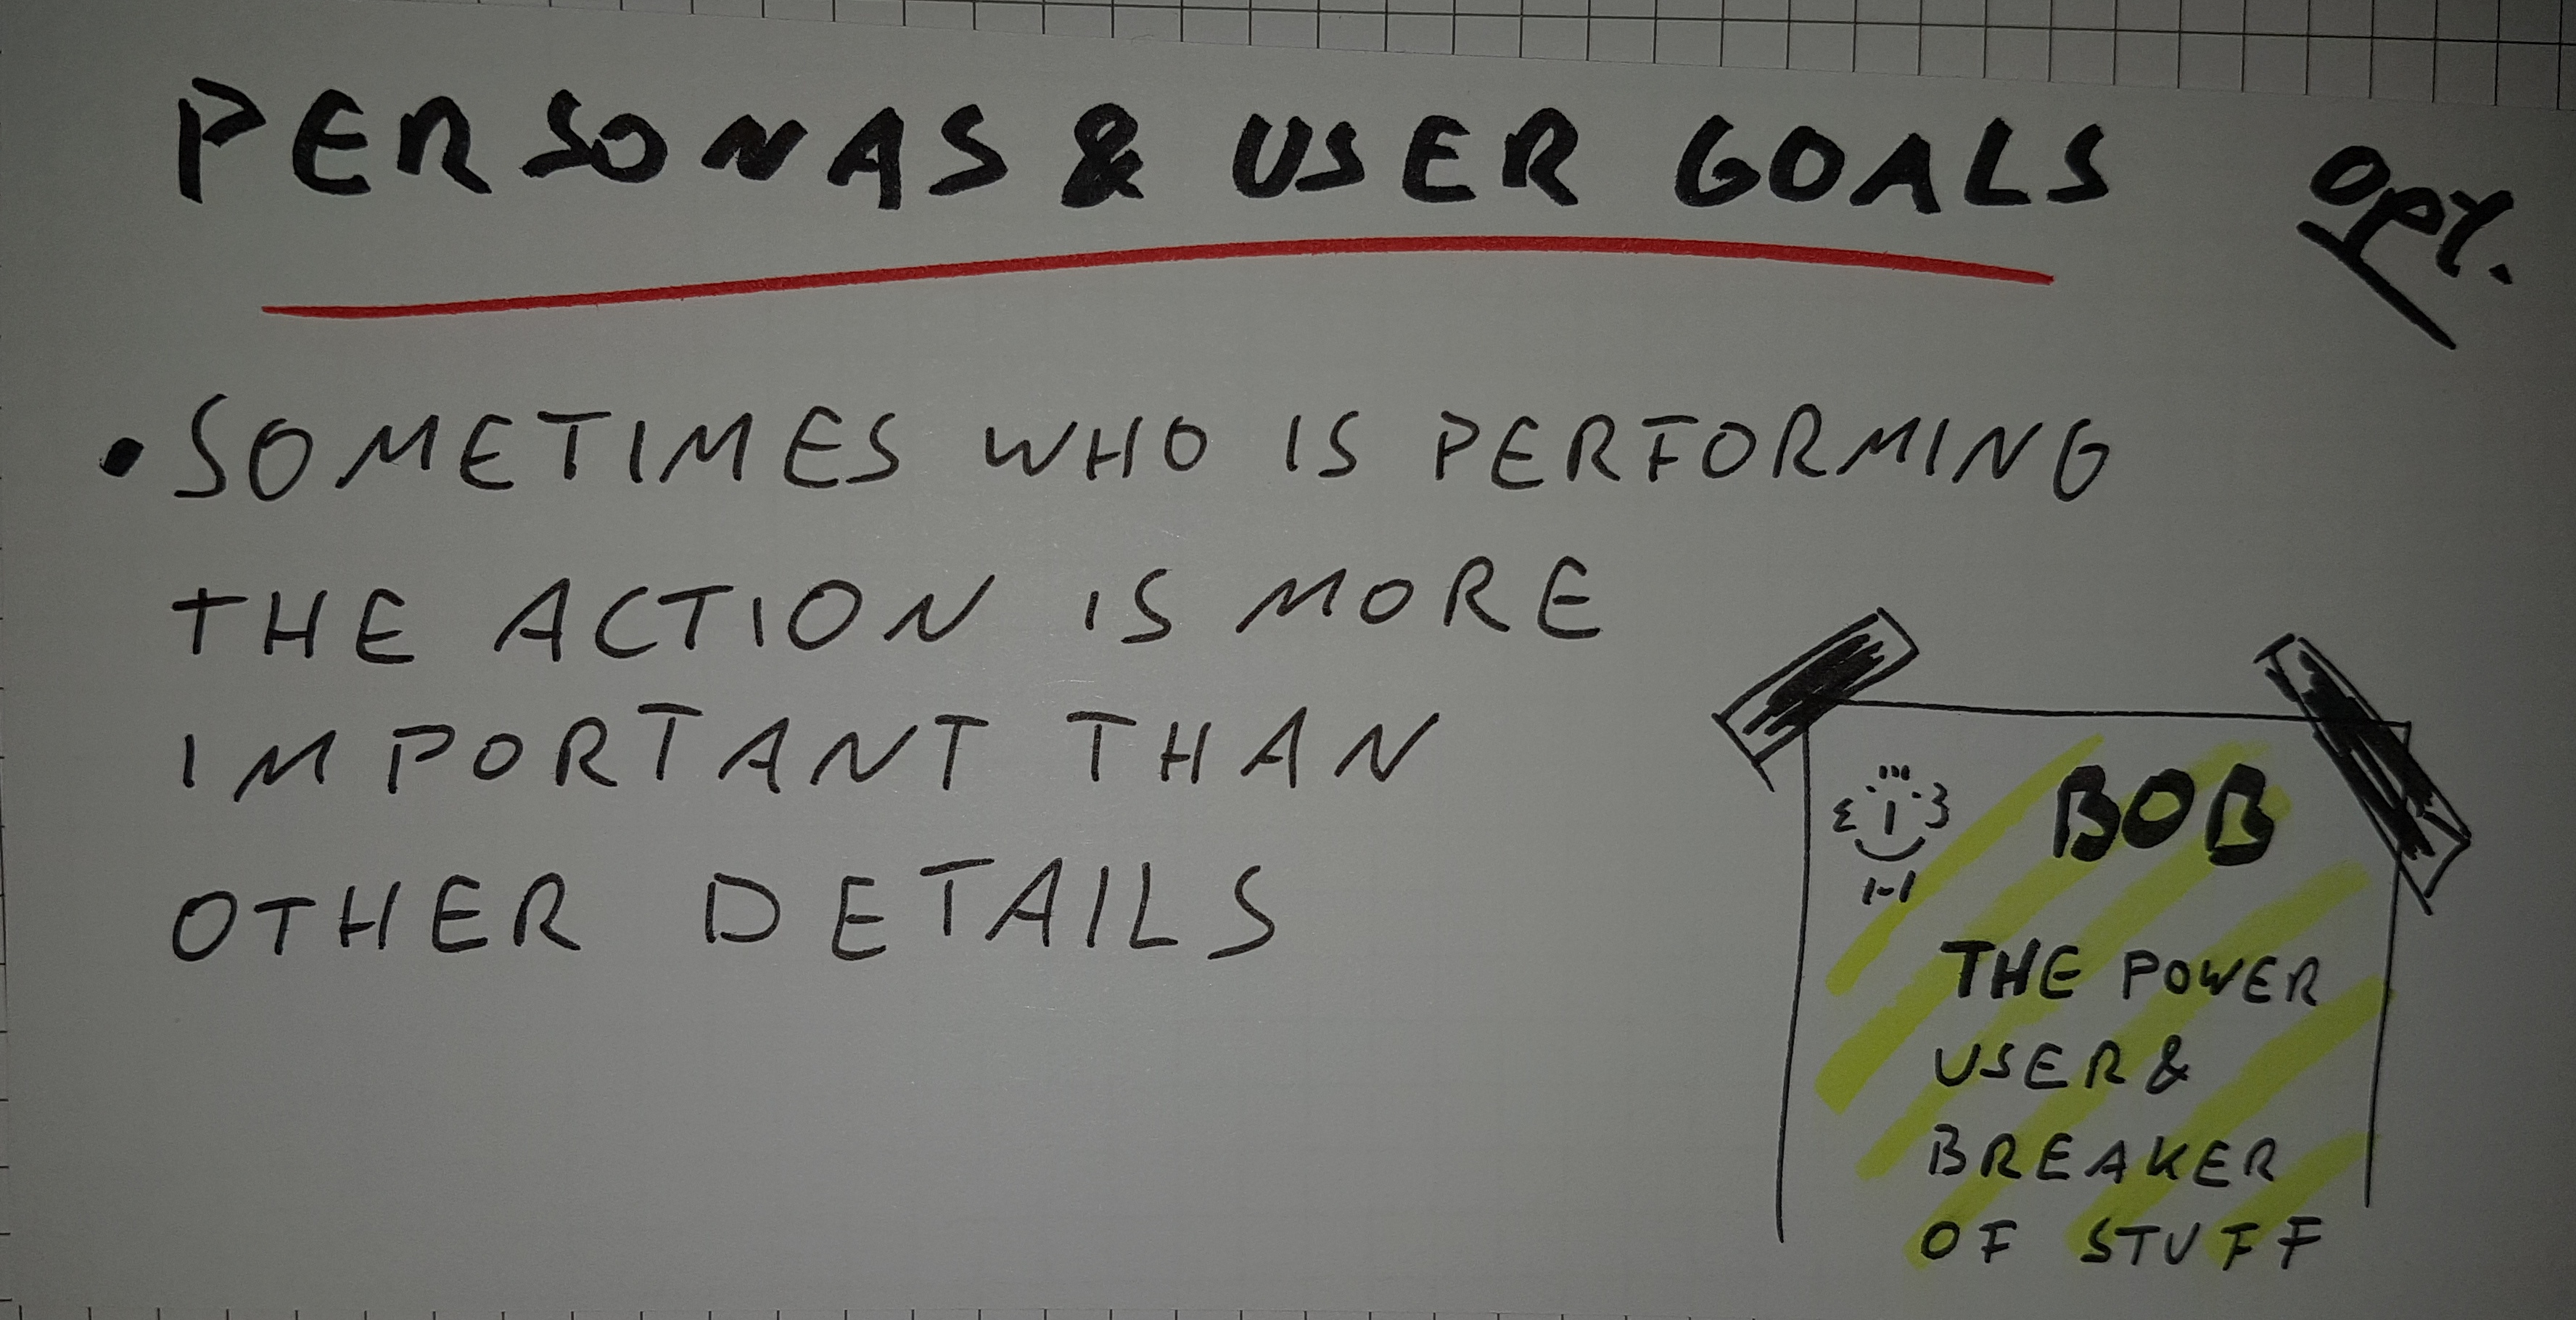 PERSONAS & USER GOALS
Opt.
• SOMETIMES WHO IS PERFORMING
THE ACTION IS MORE
IMPORTANT THAN
OTHER DETAILS
BOB
THE POWER
USER &
BREAKER
OF STUFF